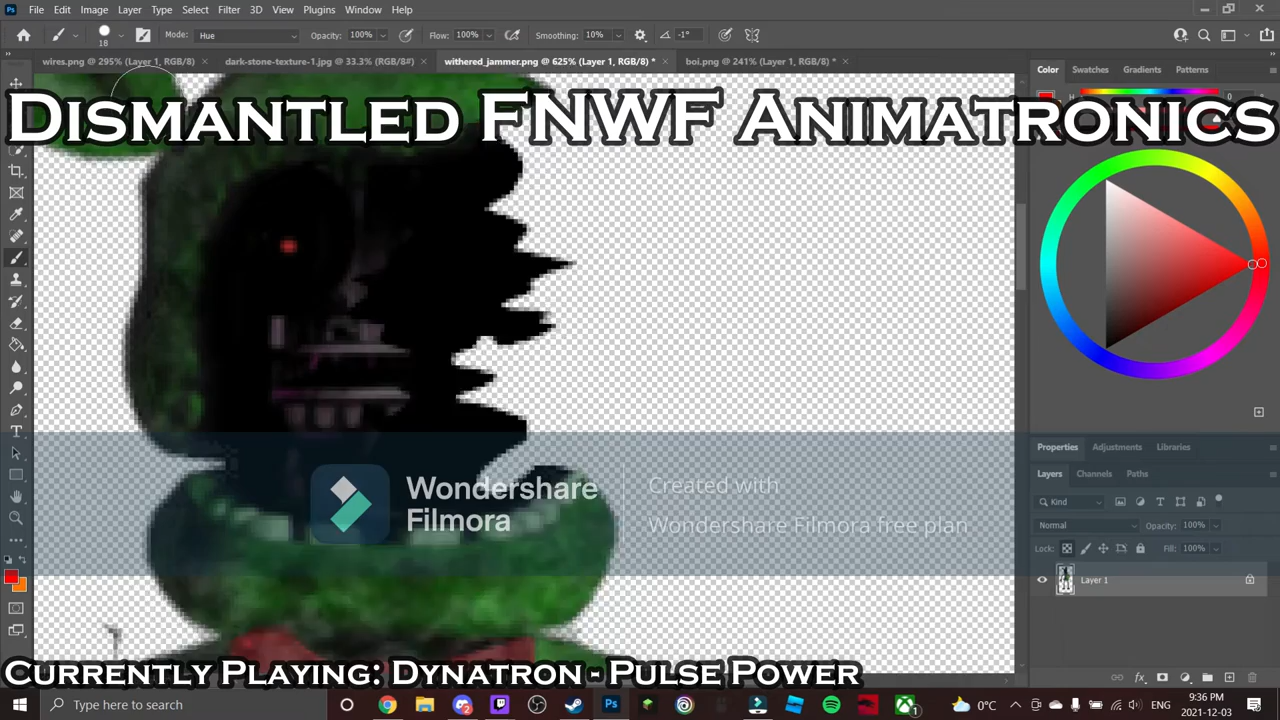 File Edit Image Layer Type Select Filter 3D View Plugins Window Help
18 Mode: Hue Opacity: 100% Flow: 100% Smoothing: 10% -1°
wires.png @ 295% (Layer 1, RGB/8) × dark-stone-texture-1.jpg @ 33.3% (RGB/8#) × withered_jammer.png @ 625% (Layer 1, RGB/8) * × boi.png @ 241% (Layer 1, RGB/8) * ×
Color Swatches Gradients Patterns
H 0
Dismantled FNWF Animatronics
Properties Adjustments Libraries
Layers Channels Paths
Kind
Normal Opacity: 100%
Lock: Fill: 100%
Layer 1
Wondershare
Filmora
Created with
Wondershare Filmora free plan
Currently Playing: Dynatron - Pulse Power
Type here to search
0°C
9:36 PM
2021-12-03